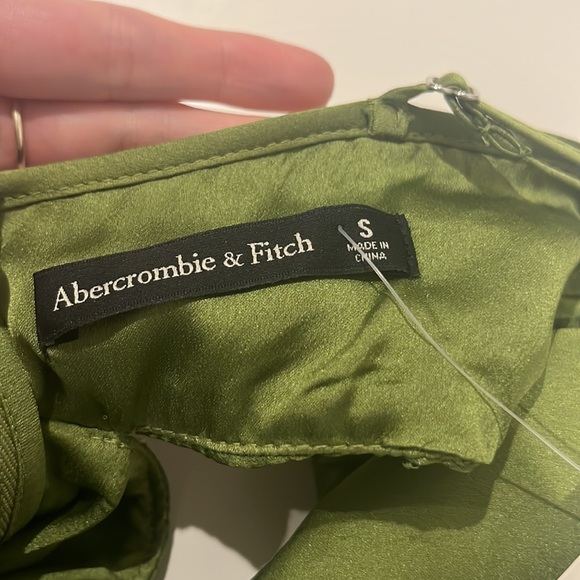 Abercrombie & Fitch
S
MADE IN
CHINA